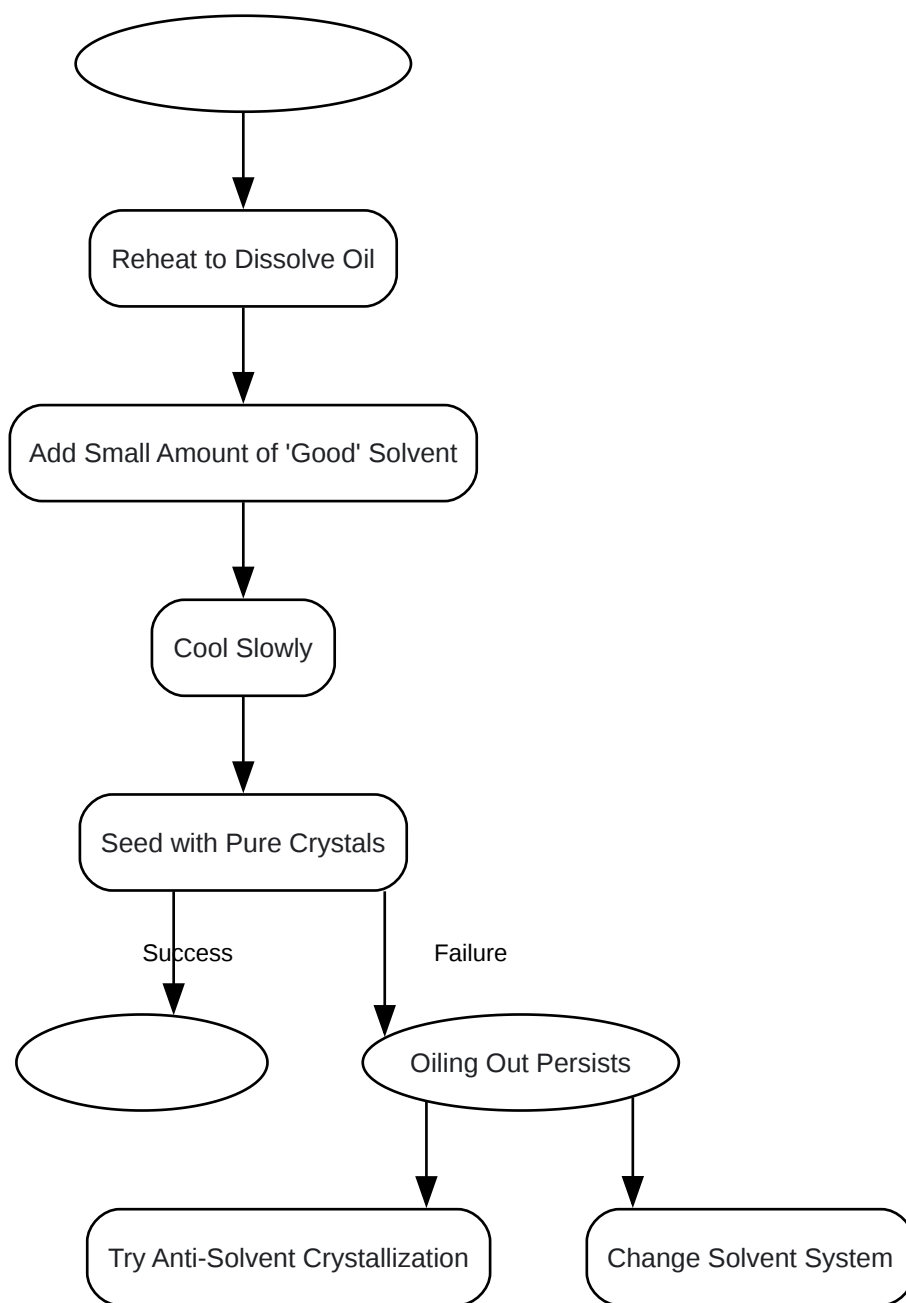 Reheat to Dissolve Oil
Add Small Amount of 'Good' Solvent
Cool Slowly
Seed with Pure Crystals
Success
Failure
Oiling Out Persists
Try Anti-Solvent Crystallization
Change Solvent System